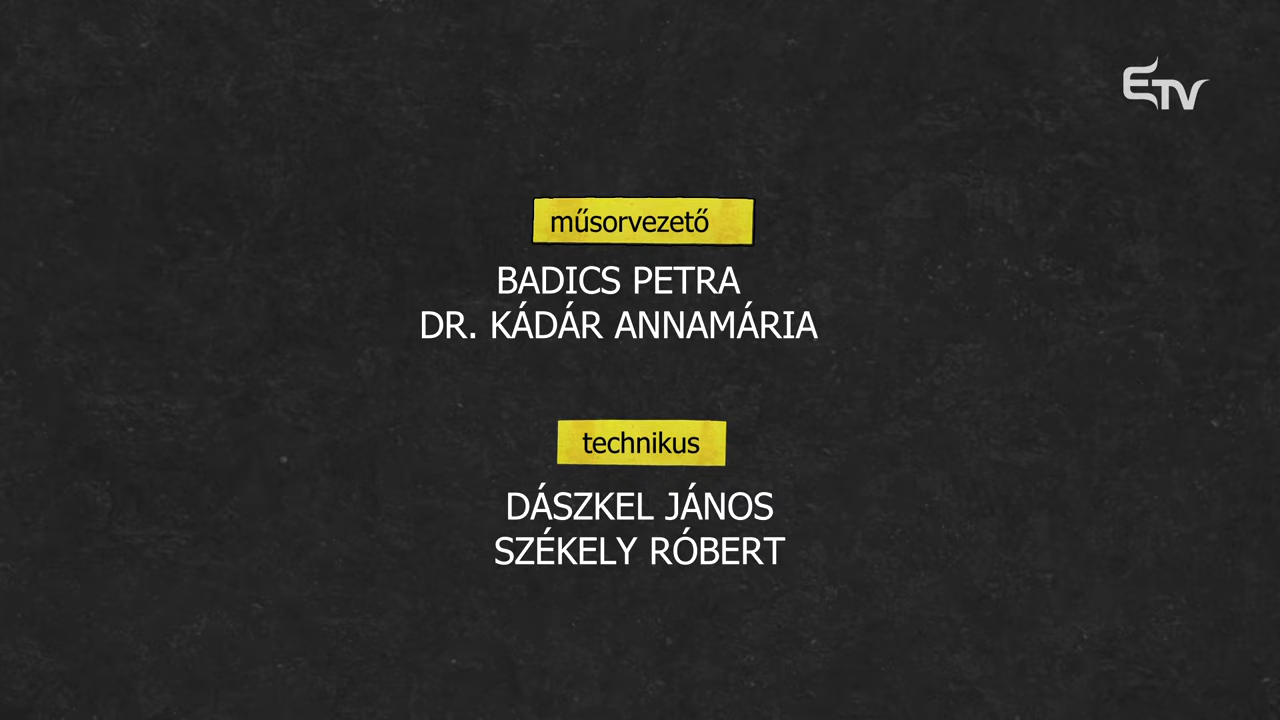 ETV
műsorvezető
BADICS PETRA
DR. KÁDÁR ANNAMÁRIA
technikus
DÁSZKEL JÁNOS
SZÉKELY RÓBERT